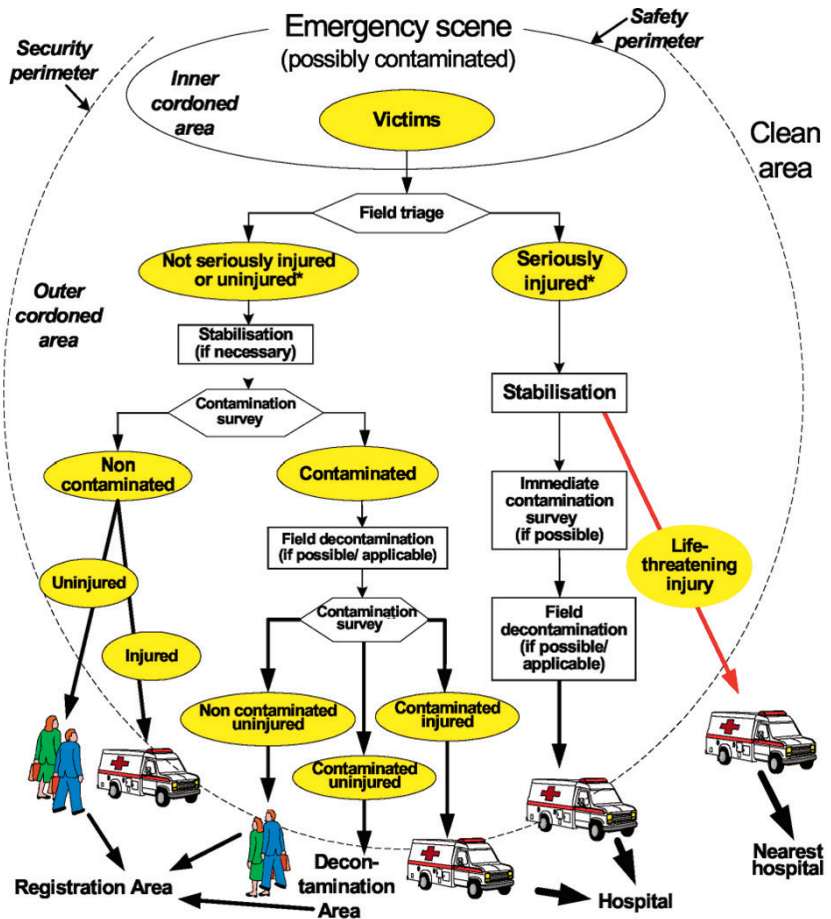 Emergency scene
(possibly contaminated)
Safety
perimeter
Security
perimeter
Inner
cordoned
area
Victims
Clean
area
Field triage
Not seriously injured
or uninjured*
Seriously
injured*
Outer
cordoned
area
Stabilisation
(if necessary)
Stabilisation
Contamination
survey
Non
contaminated
Contaminated
Immediate
contamination
survey
(if possible)
Field decontamination
(if possible/ applicable)
Life-
threatening
injury
Uninjured
Contamination
survey
Field
decontamination
(if possible/
applicable)
Injured
Non contaminated
uninjured
Contaminated
injured
Contaminated
uninjured
Registration Area
Decon-
tamination
Area
Hospital
Nearest
hospital